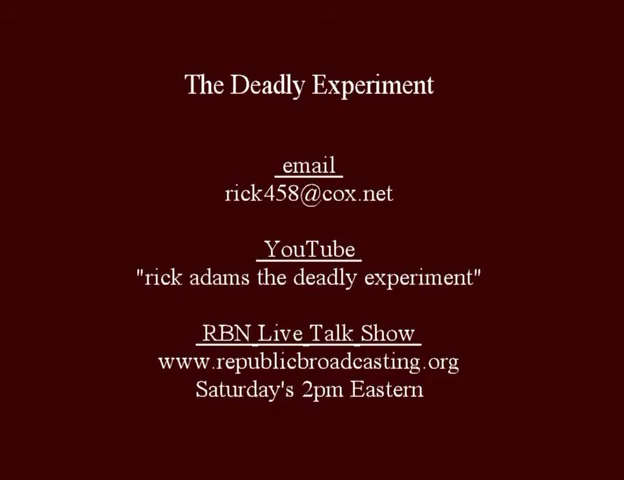 The Deadly Experiment
email
rick458@cox.net
YouTube
"rick adams the deadly experiment"
RBN Live Talk Show
www.republicbroadcasting.org
Saturday's 2pm Eastern